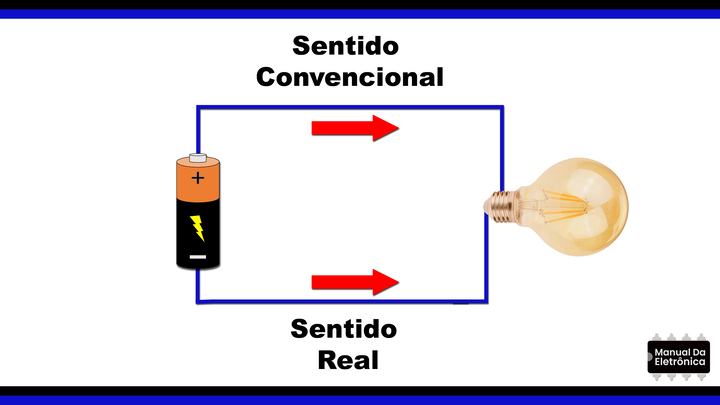 Sentido
Convencional
+
Sentido
Real
Manual Da
Eletrônica